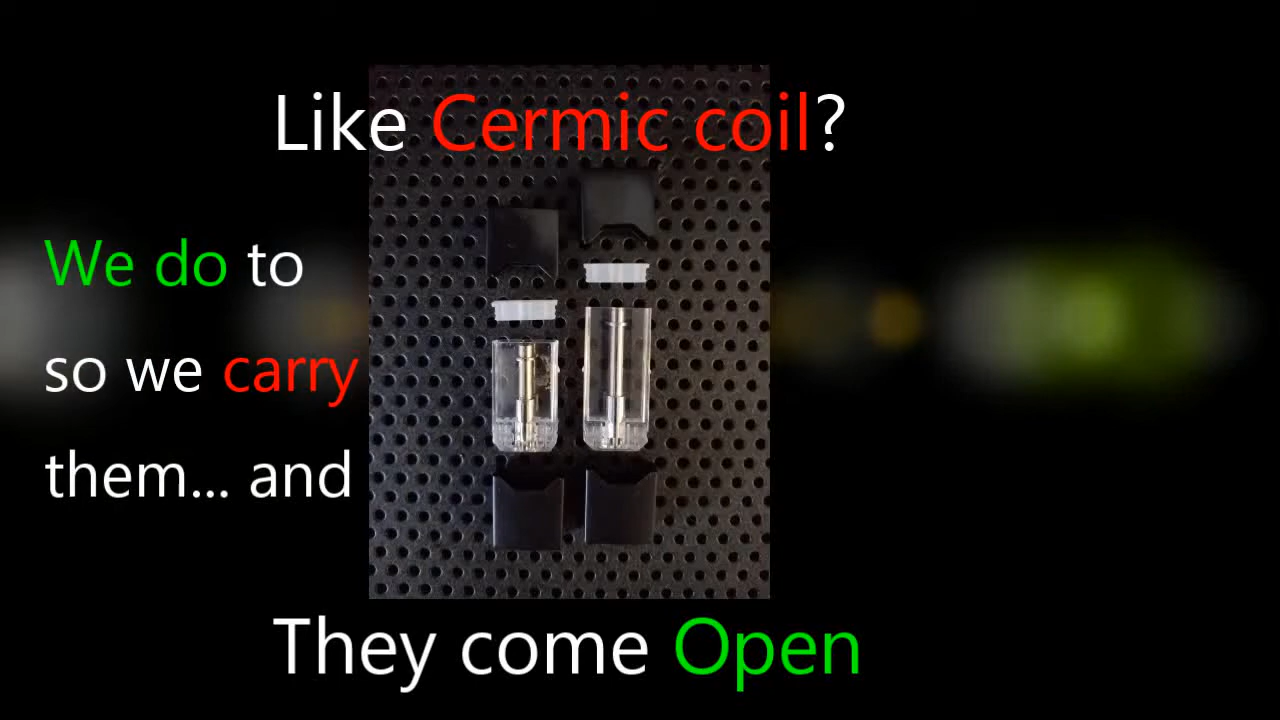 Like Cermic coil?
We do to
so we carry
them... and
They come Open